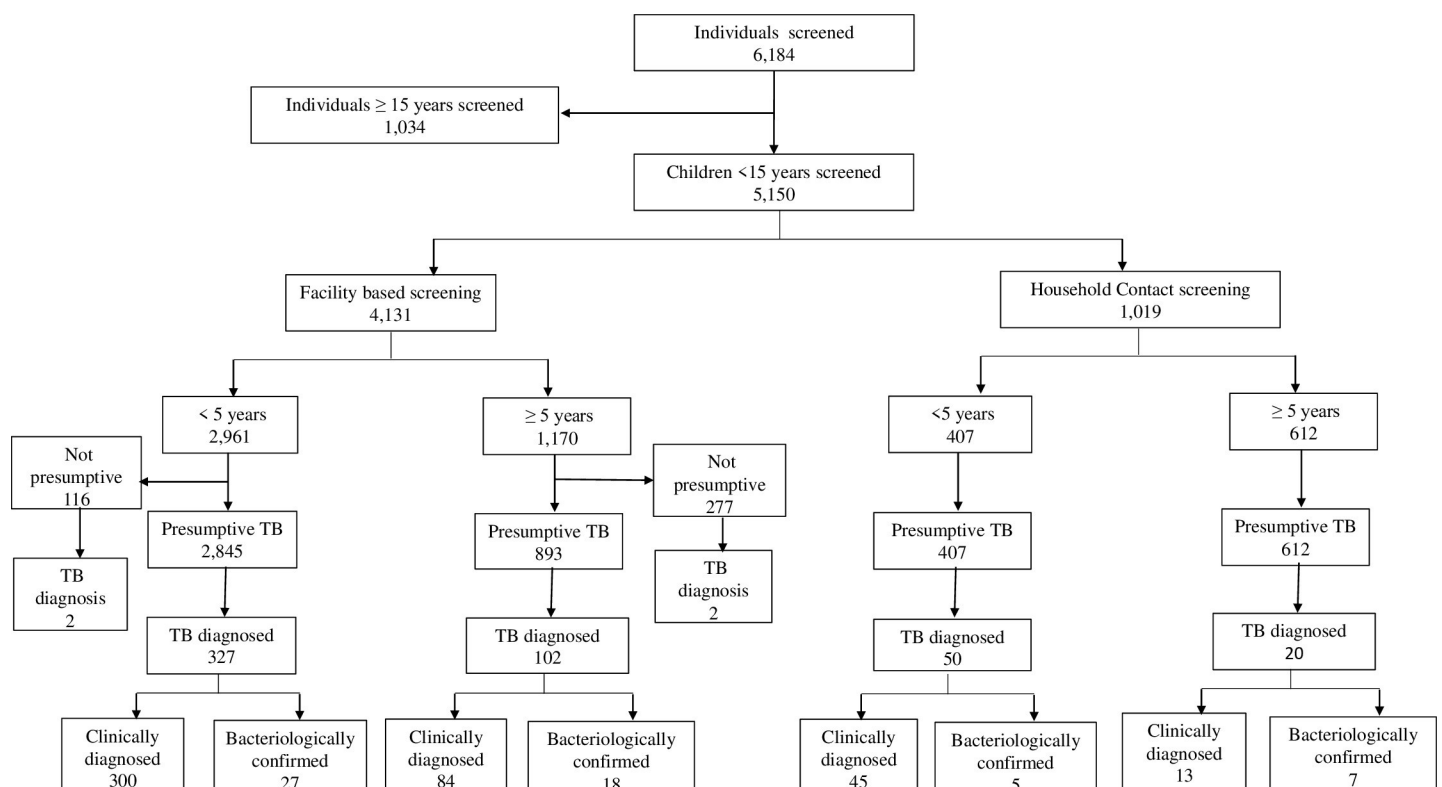 Individuals screened
6,184
Individuals ≥ 15 years screened
1,034
Children <15 years screened
5,150
Facility based screening
4,131
Household Contact screening
1,019
< 5 years
2,961
≥ 5 years
1,170
<5 years
407
≥ 5 years
612
Not
presumptive
116
Not
presumptive
277
Presumptive TB
2,845
Presumptive TB
893
Presumptive TB
407
Presumptive TB
612
TB
diagnosis
2
TB
diagnosis
2
TB diagnosed
327
TB diagnosed
102
TB diagnosed
50
TB diagnosed
20
Clinically
diagnosed
300
Bacteriologically
confirmed
27
Clinically
diagnosed
84
Bacteriologically
confirmed
18
Clinically
diagnosed
45
Bacteriologically
confirmed
5
Clinically
diagnosed
13
Bacteriologically
confirmed
7